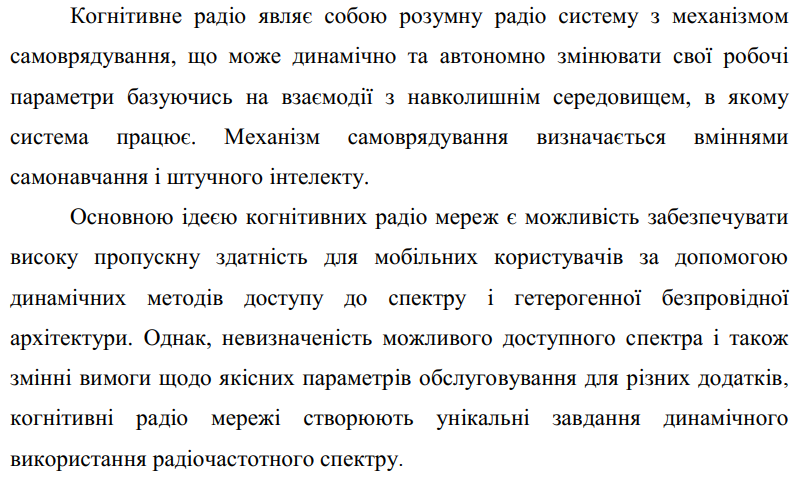 Когнітивне радіо являє собою розумну радіо систему з механізмом
самоврядування, що може динамічно та автономно змінювати свої робочі
параметри базуючись на взаємодії з навколишнім середовищем, в якому
система працює. Механізм самоврядування визначається вміннями
самонавчання і штучного інтелекту.
Основною ідеєю когнітивних радіо мереж є можливість забезпечувати
високу пропускну здатність для мобільних користувачів за допомогою
динамічних методів доступу до спектру і гетерогенної безпровідної
архітектури. Однак, невизначеність можливого доступного спектра і також
змінні вимоги щодо якісних параметрів обслуговування для різних додатків,
когнітивні радіо мережі створюють унікальні завдання динамічного
використання радіочастотного спектру.